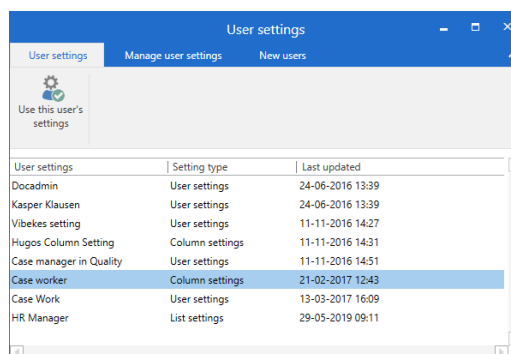 User settings
User settings Manage user settings New users
Use this user's
settings
User settings Setting type Last updated
Docadmin User settings 24-06-2016 13:39
Kasper Klausen User settings 24-06-2016 13:39
Vibekes setting User settings 11-11-2016 14:27
Hugos Column Setting Column settings 11-11-2016 14:31
Case manager in Quality User settings 11-11-2016 14:51
Case worker Column settings 21-02-2017 12:43
Case Work User settings 13-03-2017 16:09
HR Manager List settings 29-05-2019 09:11